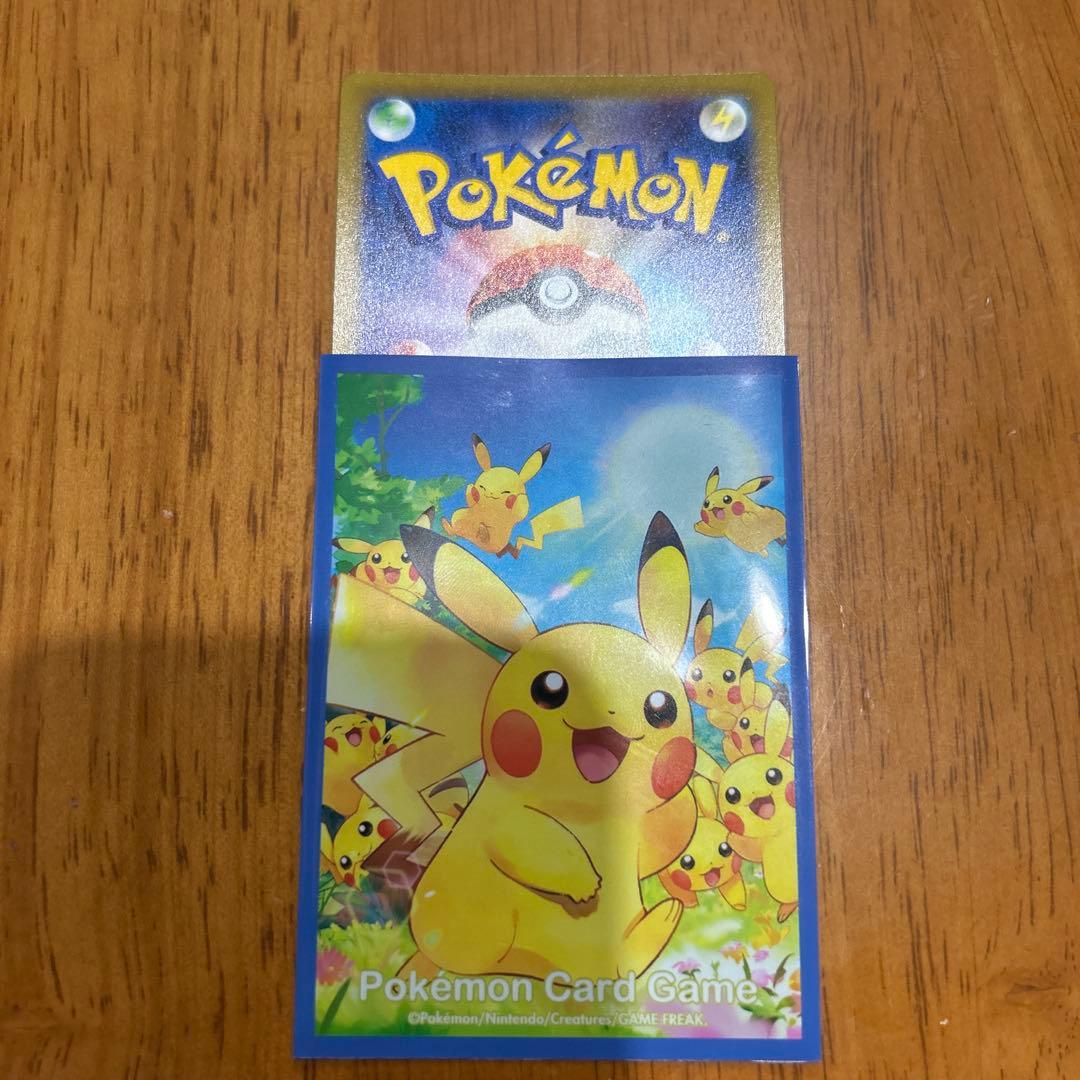 POKéMON
Pokémon Card Game
©Pokémon/Nintendo/Creatures/GAME FREAK.